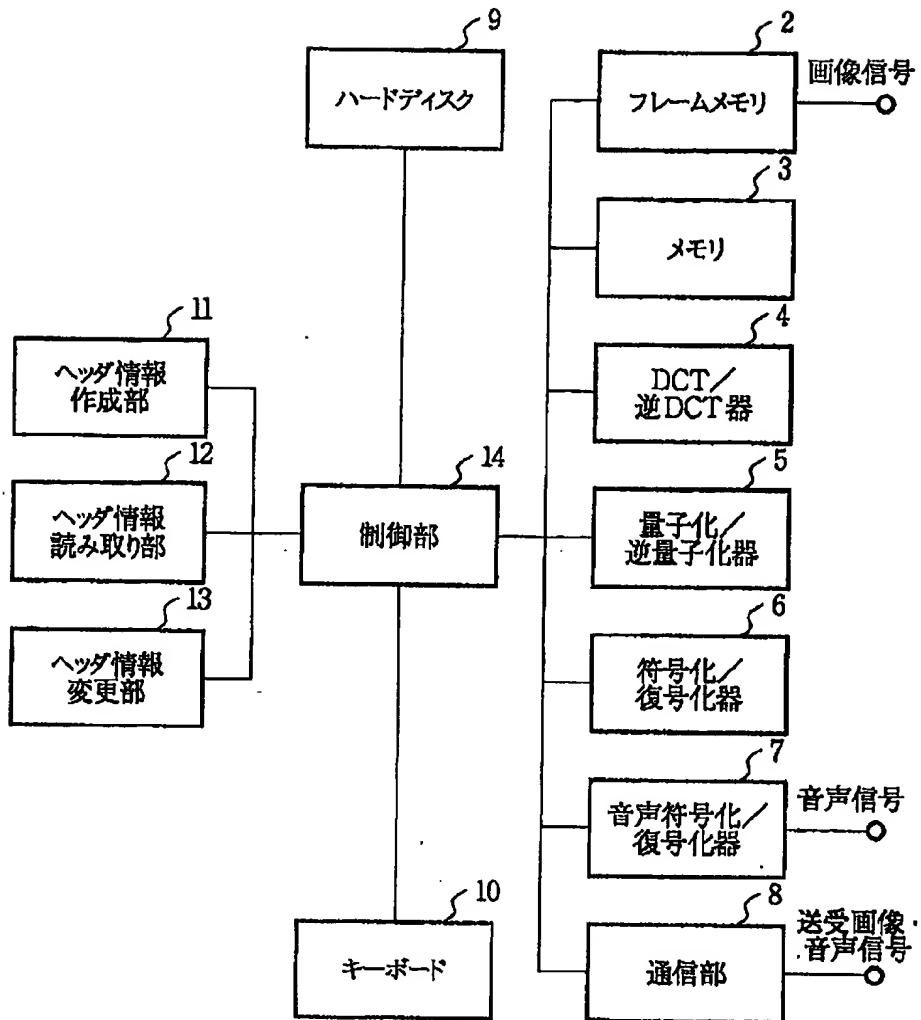 9
ハードディスク
2
フレームメモリ
画像信号
3
メモリ
4
DCT／
逆DCT器
11
ヘッダ情報
作成部
12
ヘッダ情報
読み取り部
13
ヘッダ情報
変更部
14
制御部
5
量子化／
逆量子化器
6
符号化／
復号化器
7
音声符号化／
復号化器
音声信号
10
キーボード
8
通信部
送受画像・
音声信号